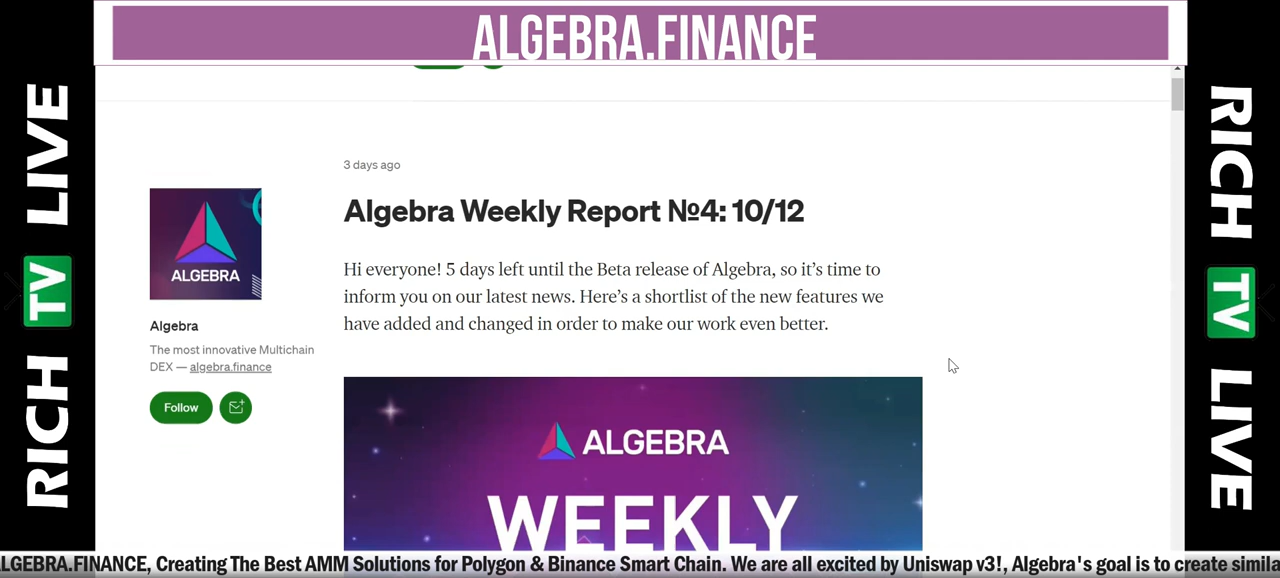 ALGEBRA.FINANCE
RICH TV LIVE
3 days ago
Algebra Weekly Report №4: 10/12
Hi everyone! 5 days left until the Beta release of Algebra, so it’s time to
inform you on our latest news. Here’s a shortlist of the new features we
have added and changed in order to make our work even better.
ALGEBRA
Algebra
The most innovative Multichain
DEX — algebra.finance
Follow
ALGEBRA
WEEKLY
RICH TV LIVE
LGEBRA.FINANCE, Creating The Best AMM Solutions for Polygon & Binance Smart Chain. We are all excited by Uniswap v3!, Algebra's goal is to create simila